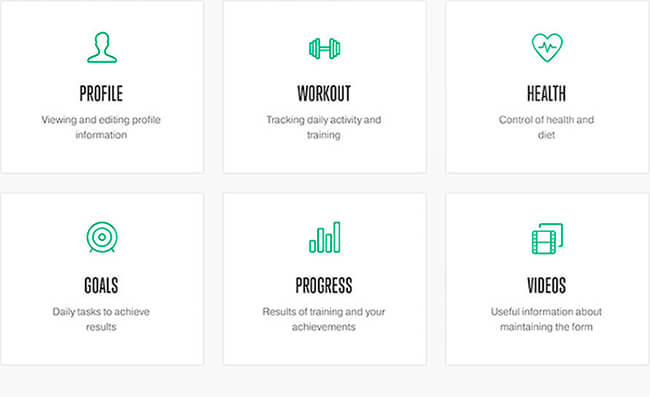 PROFILE
Viewing and editing profile
information
WORKOUT
Tracking daily activity and
training
HEALTH
Control of health and
diet
GOALS
Daily tasks to achieve
results
PROGRESS
Results of training and your
achievements
VIDEOS
Useful information about
maintaining the form